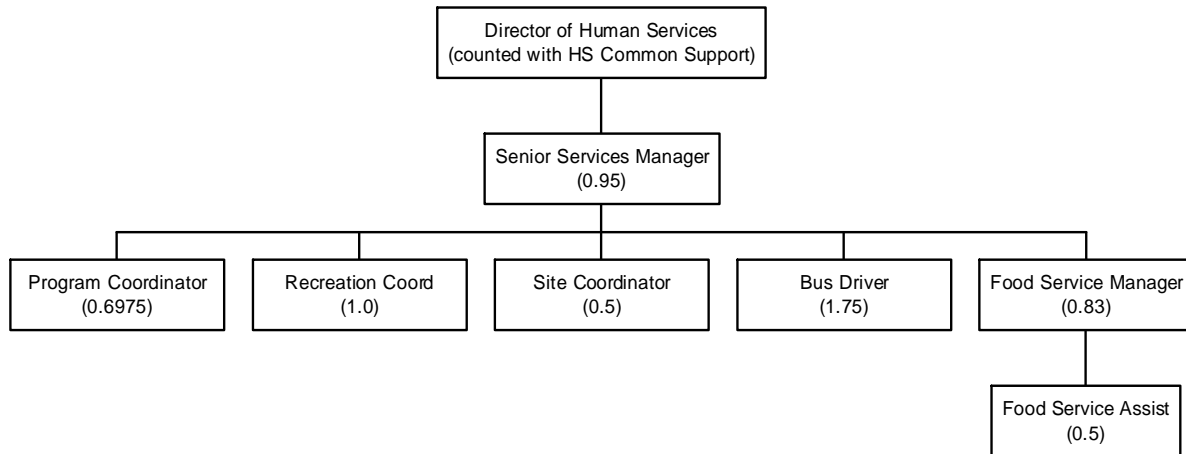 Director of Human Services
(counted with HS Common Support)
Senior Services Manager
(0.95)
Program Coordinator
(0.6975)
Recreation Coord
(1.0)
Site Coordinator
(0.5)
Bus Driver
(1.75)
Food Service Manager
(0.83)
Food Service Assist
(0.5)